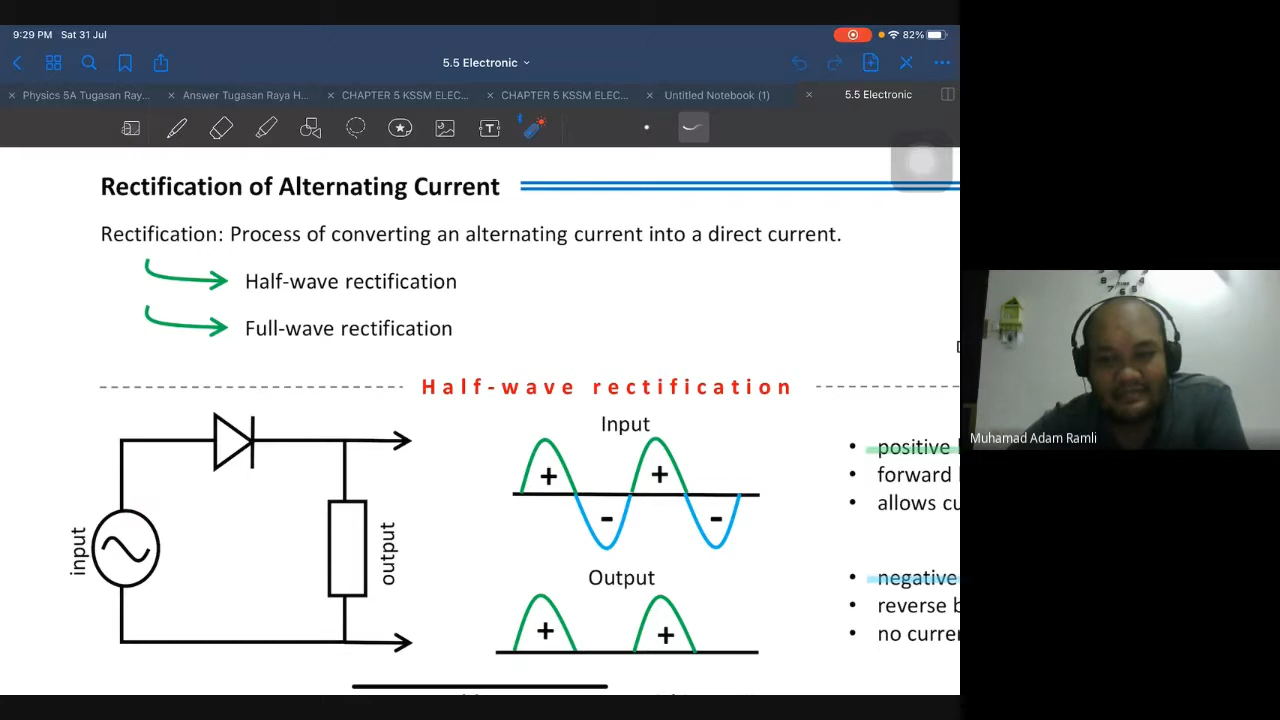 9:29 PM Sat 31 Jul
82%
5.5 Electronic
Physics 5A Tugasan Ray...
Answer Tugasan Raya H...
CHAPTER 5 KSSM ELEC...
CHAPTER 5 KSSM ELEC...
Untitled Notebook (1)
5.5 Electronic
Rectification of Alternating Current
Rectification: Process of converting an alternating current into a direct current.
Half-wave rectification
Full-wave rectification
Half-wave rectification
Input
+ +
- -
Output
+ +
input
output
• positive
• forward
• allows
• negative
• reverse
• no
Muhamad Adam Ramli